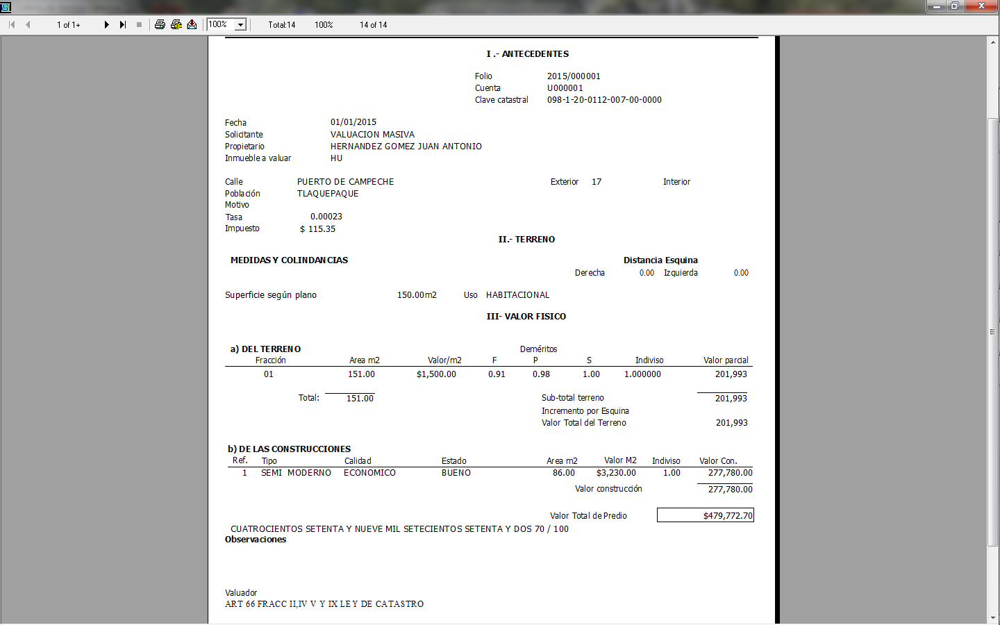 1 of 1+ 100% Total:14 100% 14 of 14
I .- ANTECEDENTES
Folio 2015/000001
Cuenta U000001
Clave catastral 098-1-20-0112-007-00-0000
Fecha 01/01/2015
Solicitante VALUACION MASIVA
Propietario HERNANDEZ GOMEZ JUAN ANTONIO
Inmueble a valuar HU
Calle PUERTO DE CAMPECHE Exterior 17 Interior
Población TLAQUEPAQUE
Motivo
Tasa 0.00023
Impuesto $ 115.35
II.- TERRENO
MEDIDAS Y COLINDANCIAS Distancia Esquina
Derecha 0.00 Izquierda 0.00
Superficie según plano 150.00m2 Uso HABITACIONAL
III- VALOR FISICO
a) DEL TERRENO Deméritos
Fracción Area m2 Valor/m2 F P S Indiviso Valor parcial
01 151.00 $1,500.00 0.91 0.98 1.00 1.000000 201,993
Total: 151.00 Sub-total terreno 201,993
Incremento por Esquina
Valor Total del Terreno 201,993
b) DE LAS CONSTRUCCIONES
Ref. Tipo Calidad Estado Area m2 Valor M2 Indiviso Valor Con.
1 SEMI MODERNO ECONOMICO BUENO 86.00 $3,230.00 1.00 277,780.00
Valor construcción 277,780.00
Valor Total de Predio $479,772.70
CUATROCIENTOS SETENTA Y NUEVE MIL SETECIENTOS SETENTA Y DOS 70 / 100
Observaciones
Valuador
ART 66 FRACC II,IV V Y IX LEY DE CATASTRO